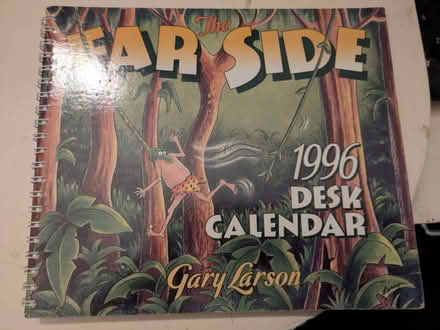 The
FAR SIDE
1996
DESK
CALENDAR
Gary Larson